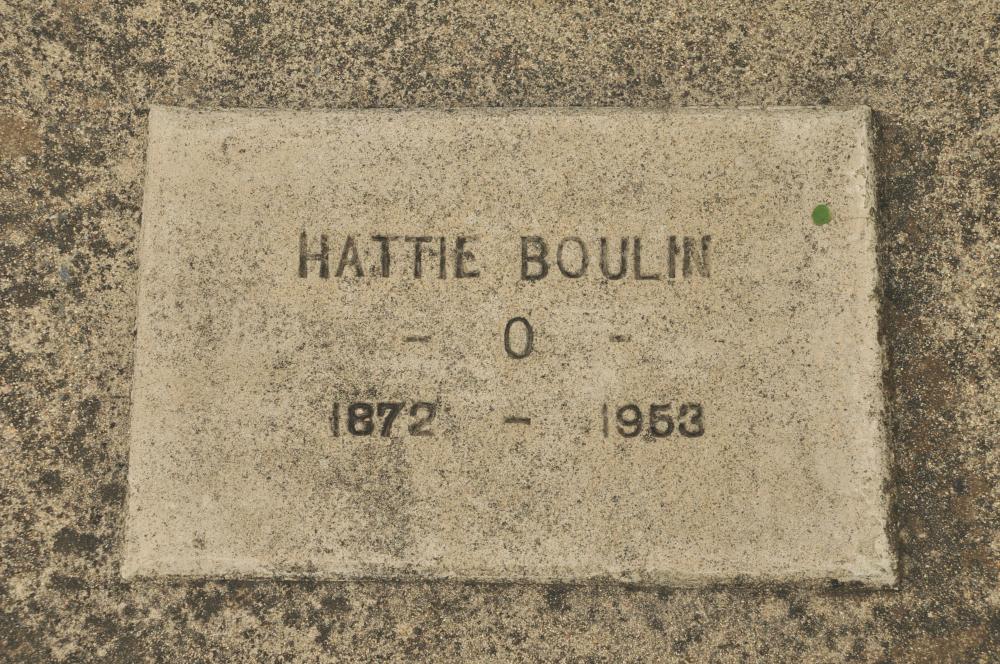 HATTIE BOULIN
- O -
1872 - 1953